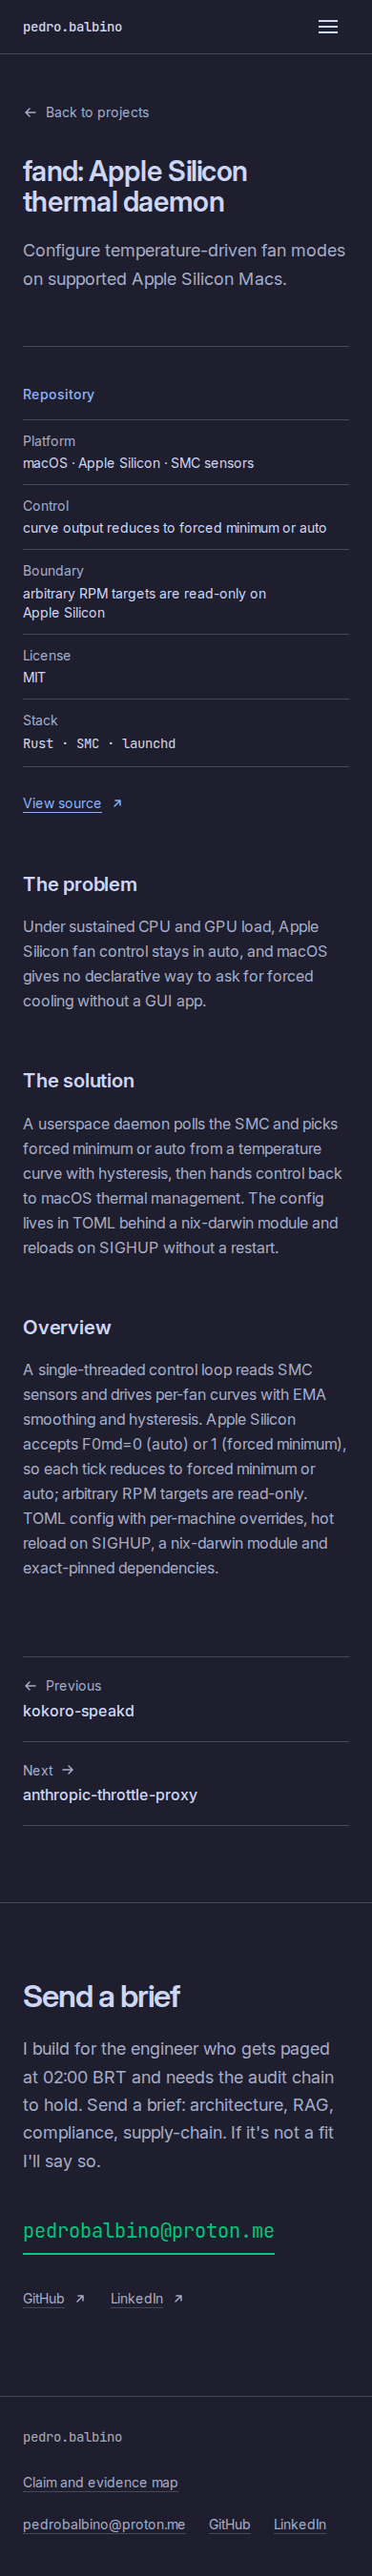 pedro.balbino
← Back to projects
fand: Apple Silicon
thermal daemon
Configure temperature-driven fan modes
on supported Apple Silicon Macs.
Repository
Platform
macOS · Apple Silicon · SMC sensors
Control
curve output reduces to forced minimum or auto
Boundary
arbitrary RPM targets are read-only on
Apple Silicon
License
MIT
Stack
Rust · SMC · launchd
View source ↗
The problem
Under sustained CPU and GPU load, Apple
Silicon fan control stays in auto, and macOS
gives no declarative way to ask for forced
cooling without a GUI app.
The solution
A userspace daemon polls the SMC and picks
forced minimum or auto from a temperature
curve with hysteresis, then hands control back
to macOS thermal management. The config
lives in TOML behind a nix-darwin module and
reloads on SIGHUP without a restart.
Overview
A single-threaded control loop reads SMC
sensors and drives per-fan curves with EMA
smoothing and hysteresis. Apple Silicon
accepts F0md=0 (auto) or 1 (forced minimum),
so each tick reduces to forced minimum or
auto; arbitrary RPM targets are read-only.
TOML config with per-machine overrides, hot
reload on SIGHUP, a nix-darwin module and
exact-pinned dependencies.
← Previous
kokoro-speakd
Next →
anthropic-throttle-proxy
Send a brief
I build for the engineer who gets paged
at 02:00 BRT and needs the audit chain
to hold. Send a brief: architecture, RAG,
compliance, supply-chain. If it's not a fit
I'll say so.
pedrobalbino@proton.me
GitHub ↗ LinkedIn ↗
pedro.balbino
Claim and evidence map
pedrobalbino@proton.me GitHub LinkedIn